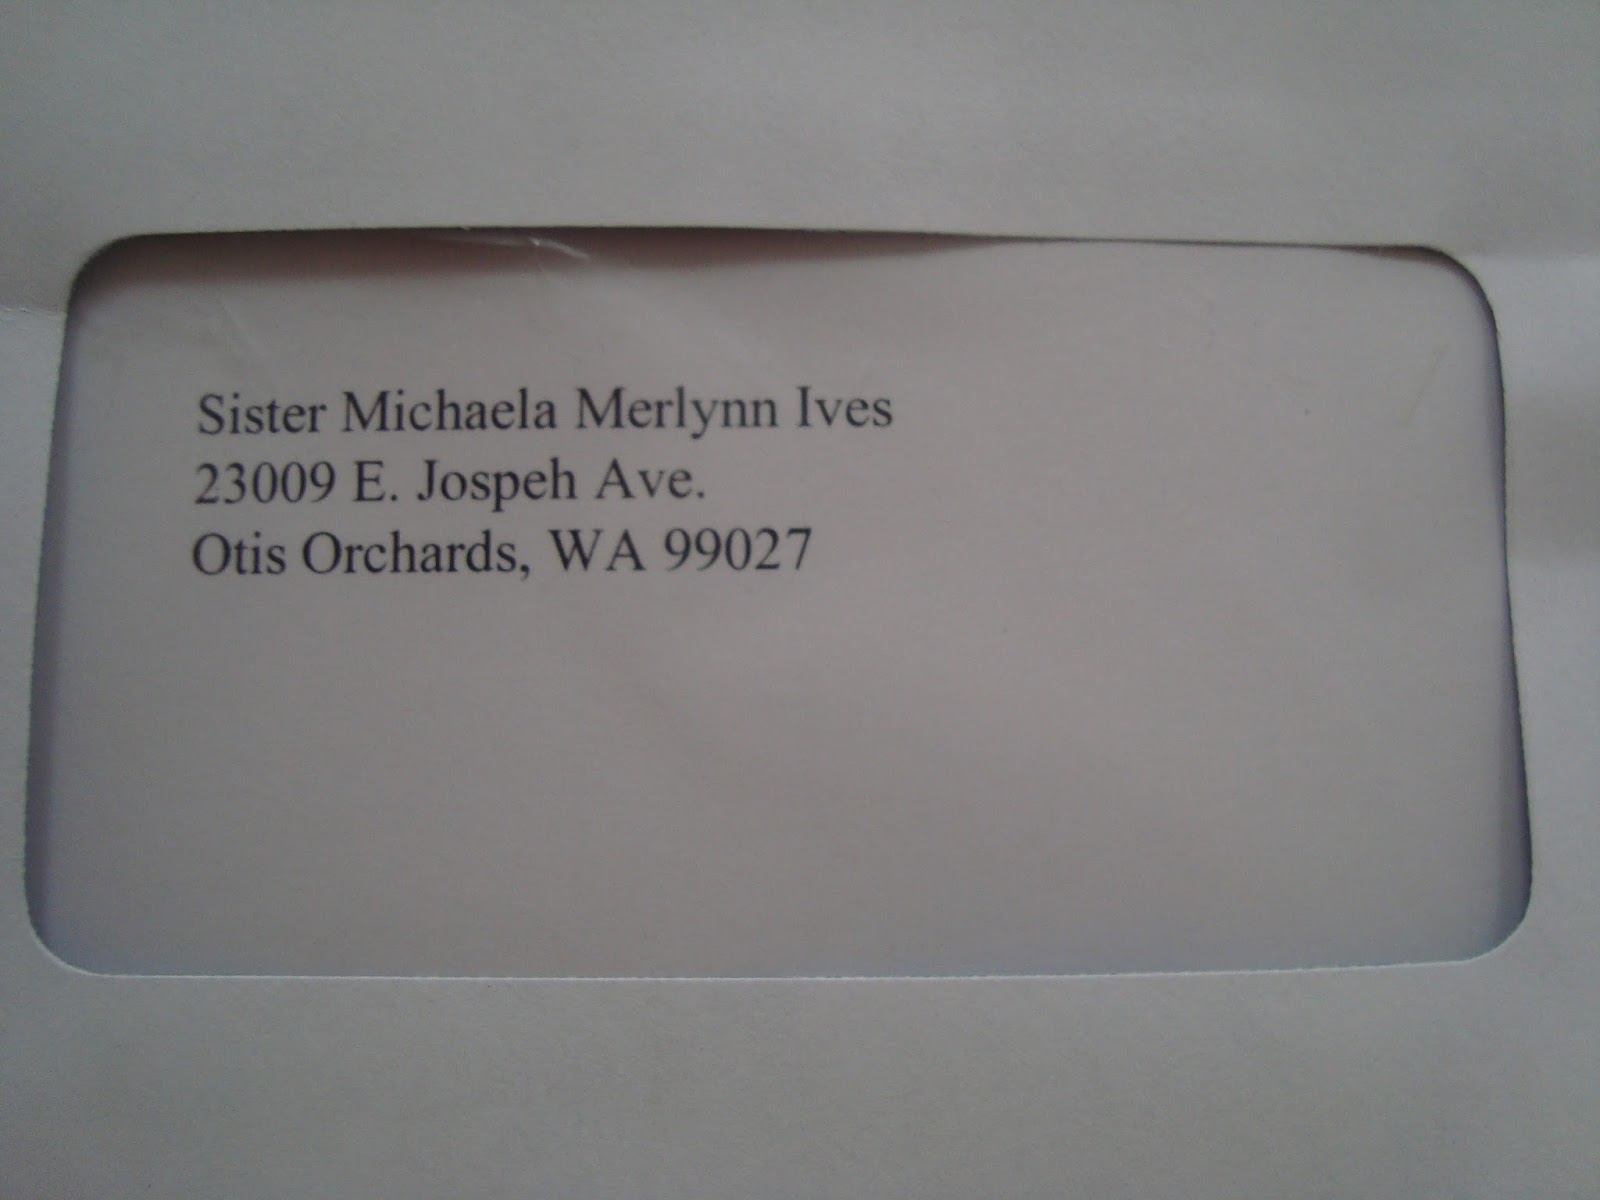 Sister Michaela Merlynn Ives
23009 E. Jospeh Ave.
Otis Orchards, WA 99027